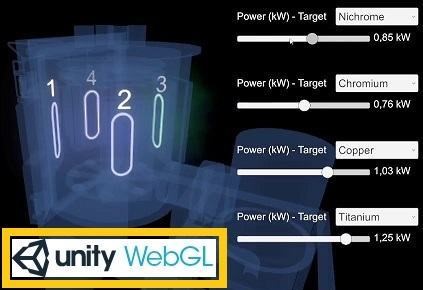 Power (kW) - Target Nichrome
0,85 kW
Power (kW) - Target Chromium
0,76 kW
Power (kW) - Target Copper
1,03 kW
Power (kW) - Target Titanium
1,25 kW
1
4
2
3
unity WebGL